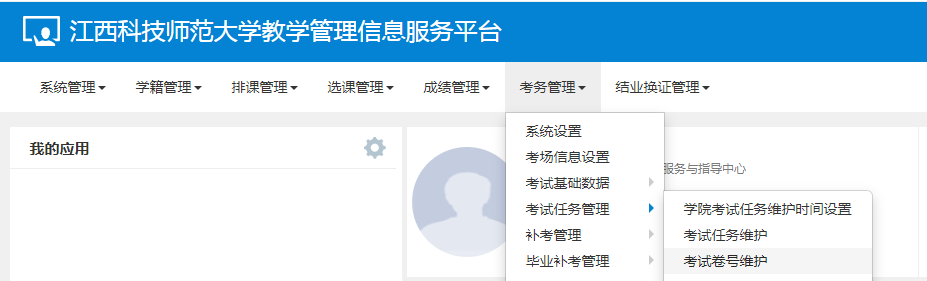 江西科技师范大学教学管理信息服务平台
系统管理 学籍管理 排课管理 选课管理 成绩管理 考务管理 结业换证管理
我的应用
系统设置
考场信息设置
考试基础数据
考试任务管理
补考管理
毕业补考管理
服务与指导中心
学院考试任务维护时间设置
考试任务维护
考试卷号维护